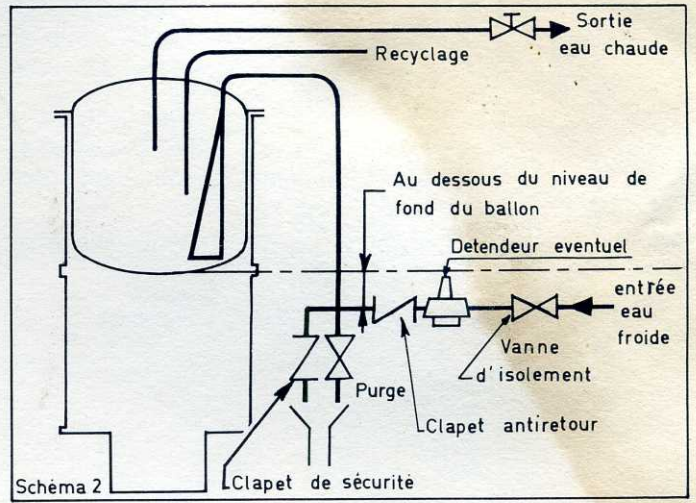 Sortie
eau chaude
Recyclage
Au dessous du niveau de
fond du ballon
Detendeur eventuel
entrée
eau
froide
Vanne
d'isolement
Purge
Clapet antiretour
Clapet de sécurité
Schéma 2